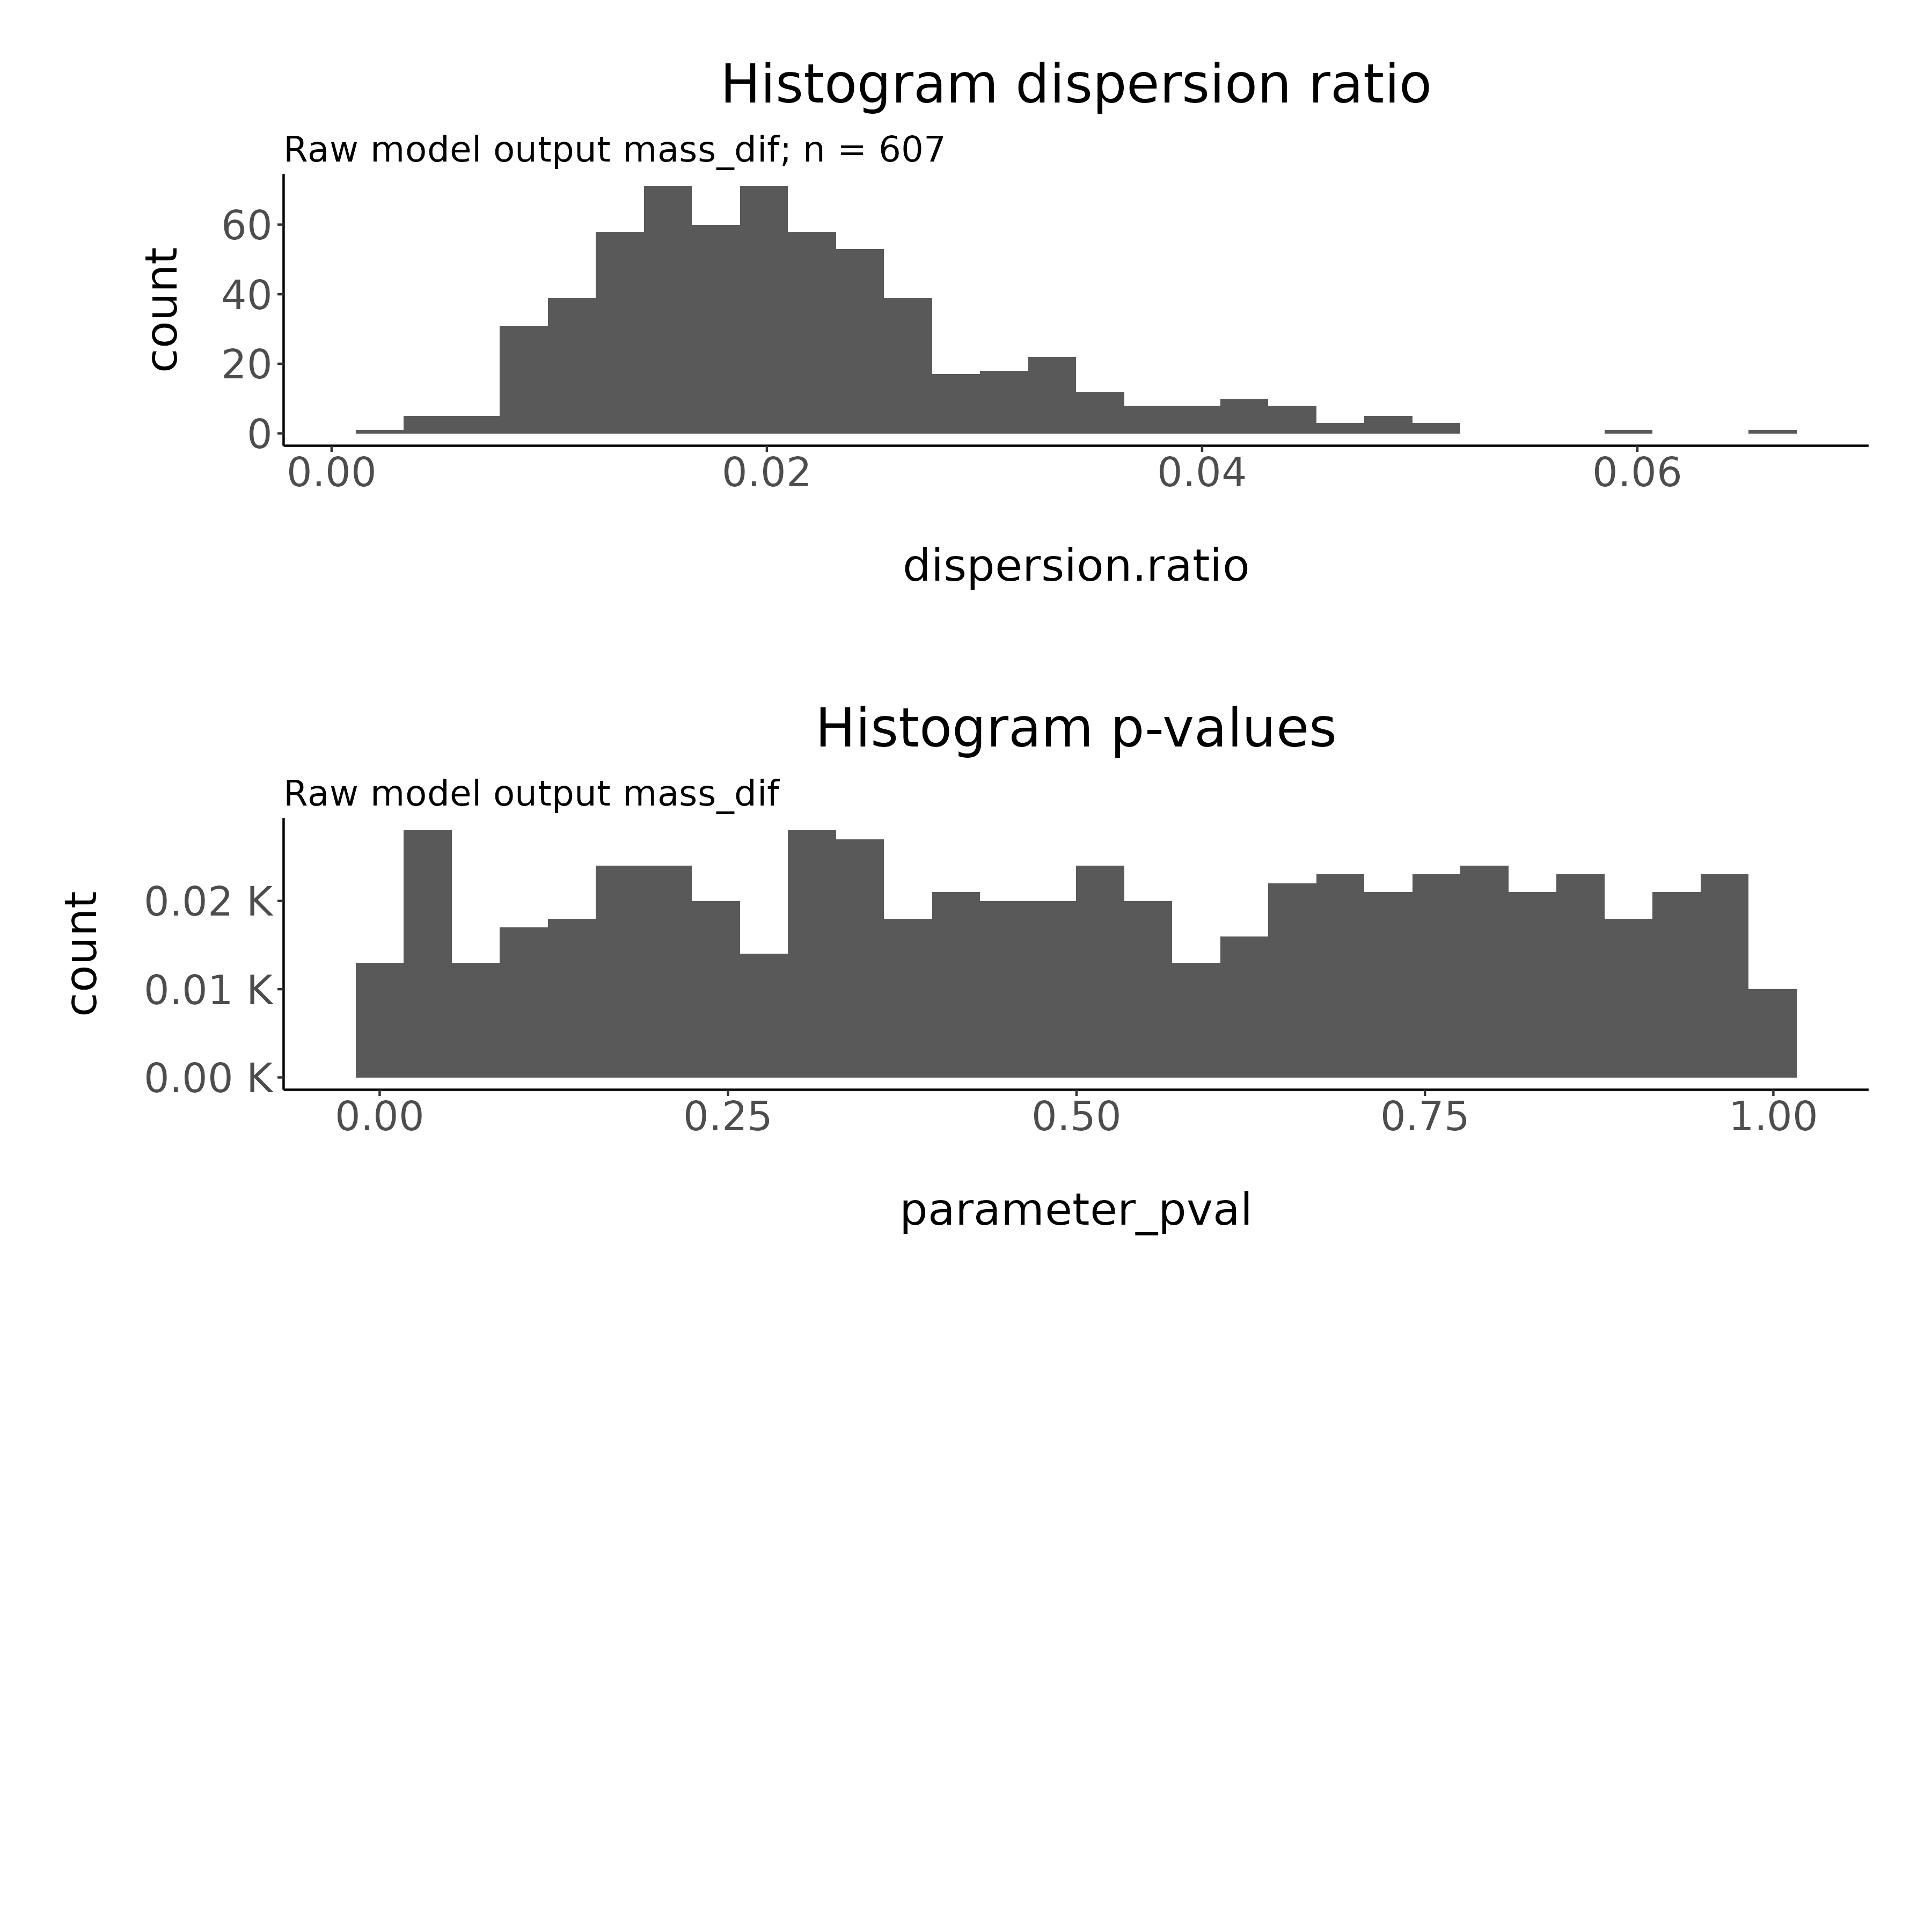 Histogram dispersion ratio
Raw model output mass_dif; n = 607
count
60
40
20
0
0.00 0.02 0.04 0.06
dispersion.ratio
Histogram p-values
Raw model output mass_dif
count
0.02 K
0.01 K
0.00 K
0.00 0.25 0.50 0.75 1.00
parameter_pval